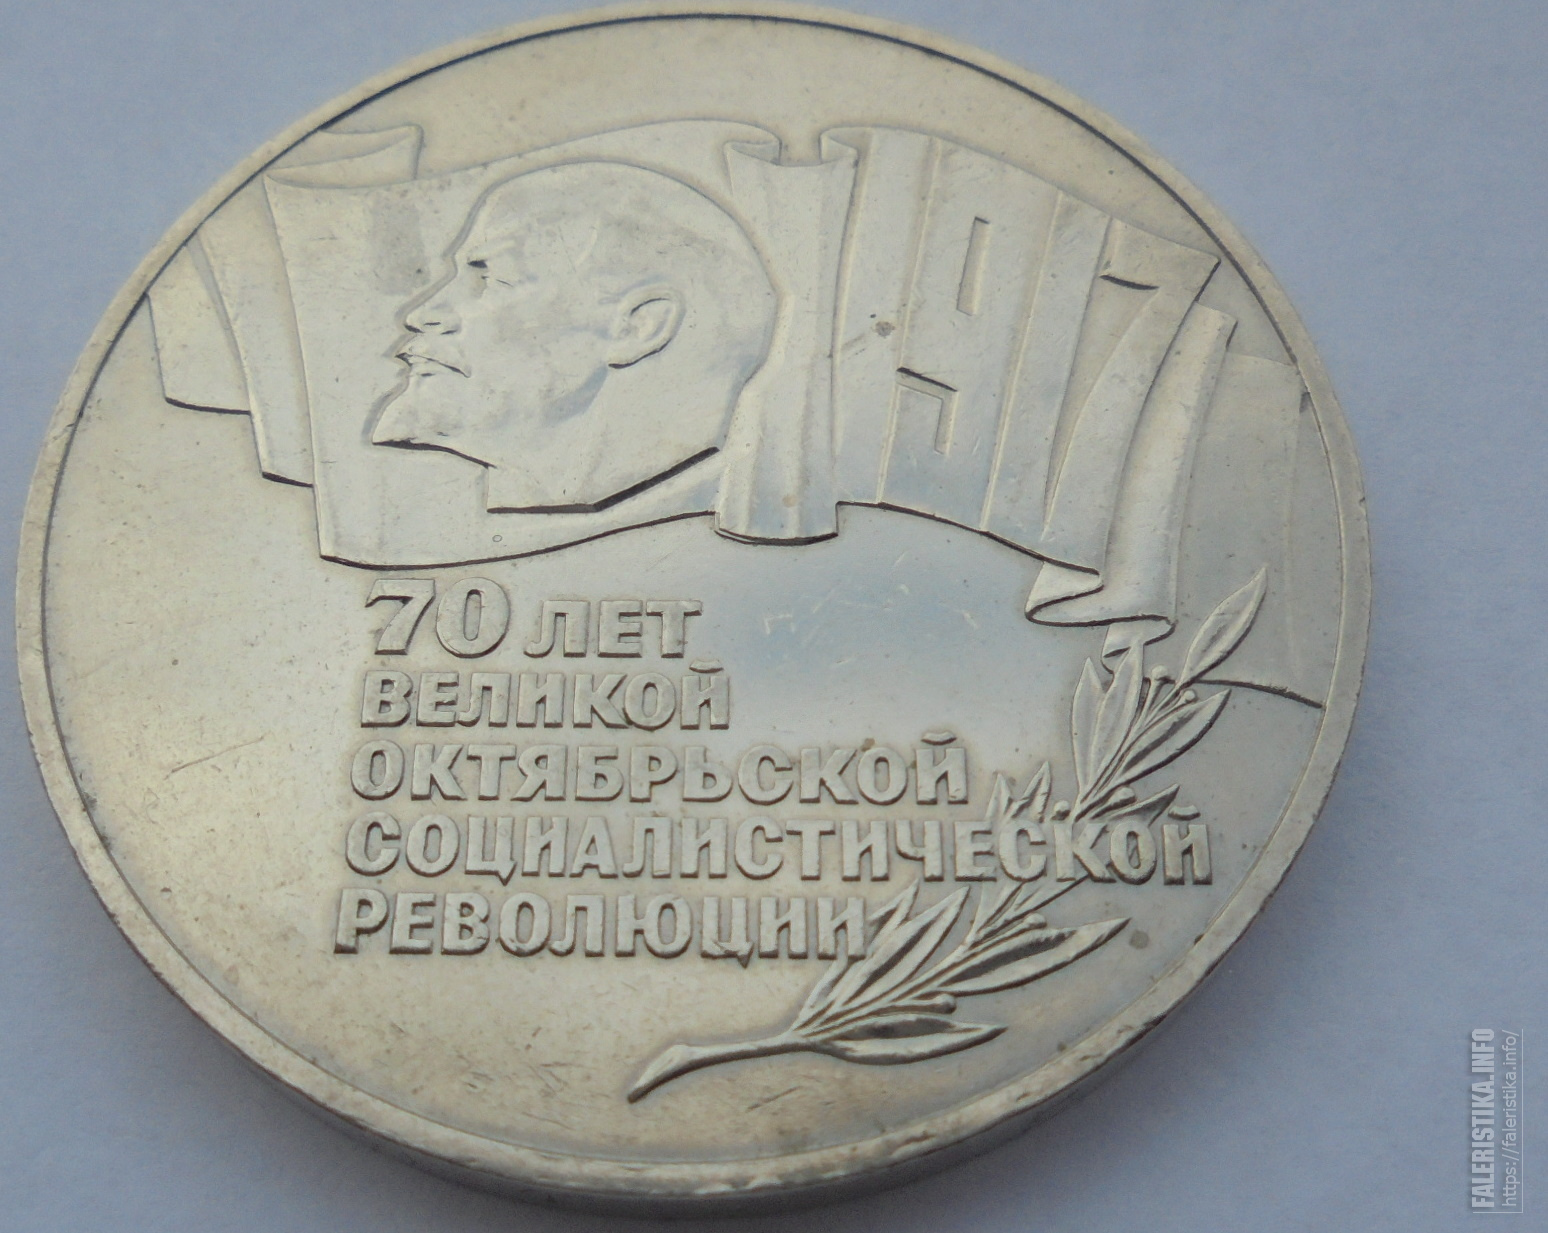 1917
70 ЛЕТ
ВЕЛИКОЙ
ОКТЯБРЬСКОЙ
СОЦИАЛИСТИЧЕСКОЙ
РЕВОЛЮЦИИ
FALERISTIKA.INFO
https://faleristika.info/